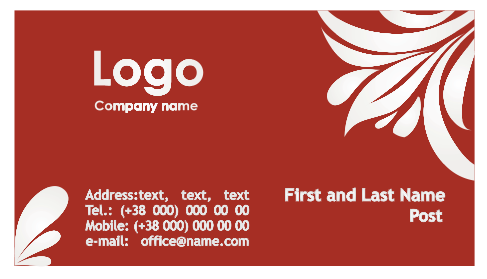 Logo
Company name
Address:text, text, text
Tel.: (+38 000) 000 00 00
Mobile: (+38 000) 000 00 00
e-mail: office@name.com
First and Last Name
Post